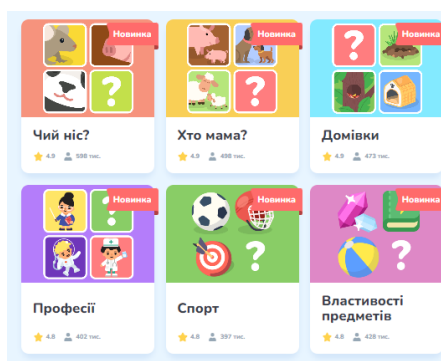 Новинка
Новинка
Новинка
?
?
?
Чий ніс?
Хто мама?
Домівки
4.9 598 тис.
4.9 498 тис.
4.9 473 тис.
Новинка
Новинка
Новинка
?
?
?
Професії
Спорт
Властивості
предметів
4.8 402 тис.
4.8 397 тис.
4.8 428 тис.